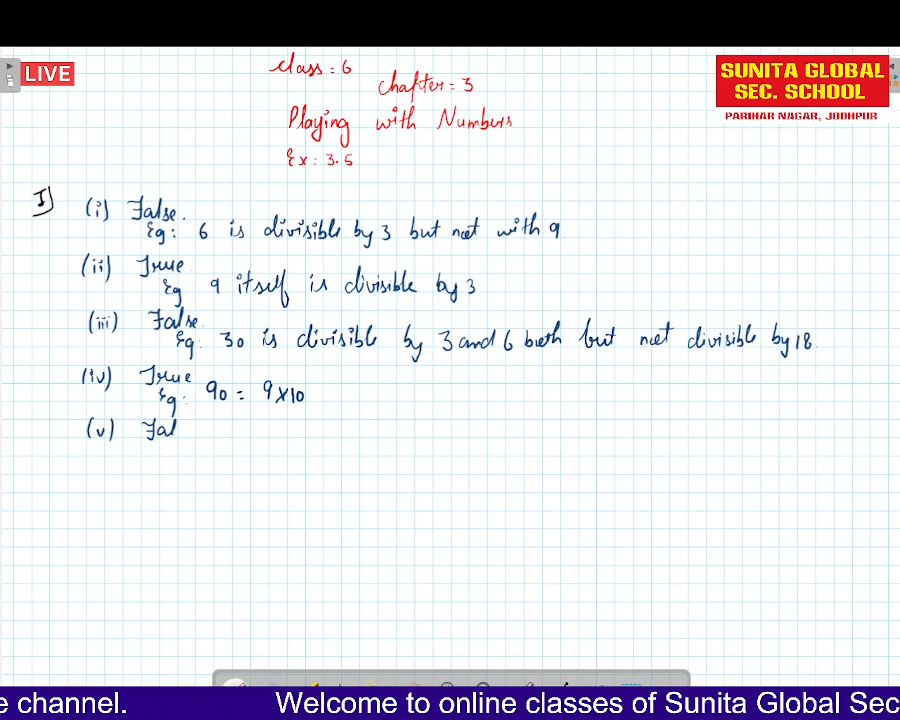 LIVE
SUNITA GLOBAL
SEC. SCHOOL
PARIHAR NAGAR, JODHPUR
Class : 6
Chapter = 3
Playing with Numbers
Ex : 3.5
I)
(i) False.
Eg: 6 is divisible by 3 but not with 9
(ii) True
Eg 9 itself is divisible by 3
(iii) False.
Eg. 30 is divisible by 3 and 6 both but not divisible by 18.
(iv) True
Eg: 90 = 9x10
(v) Fal
e channel. Welcome to online classes of Sunita Global Sec